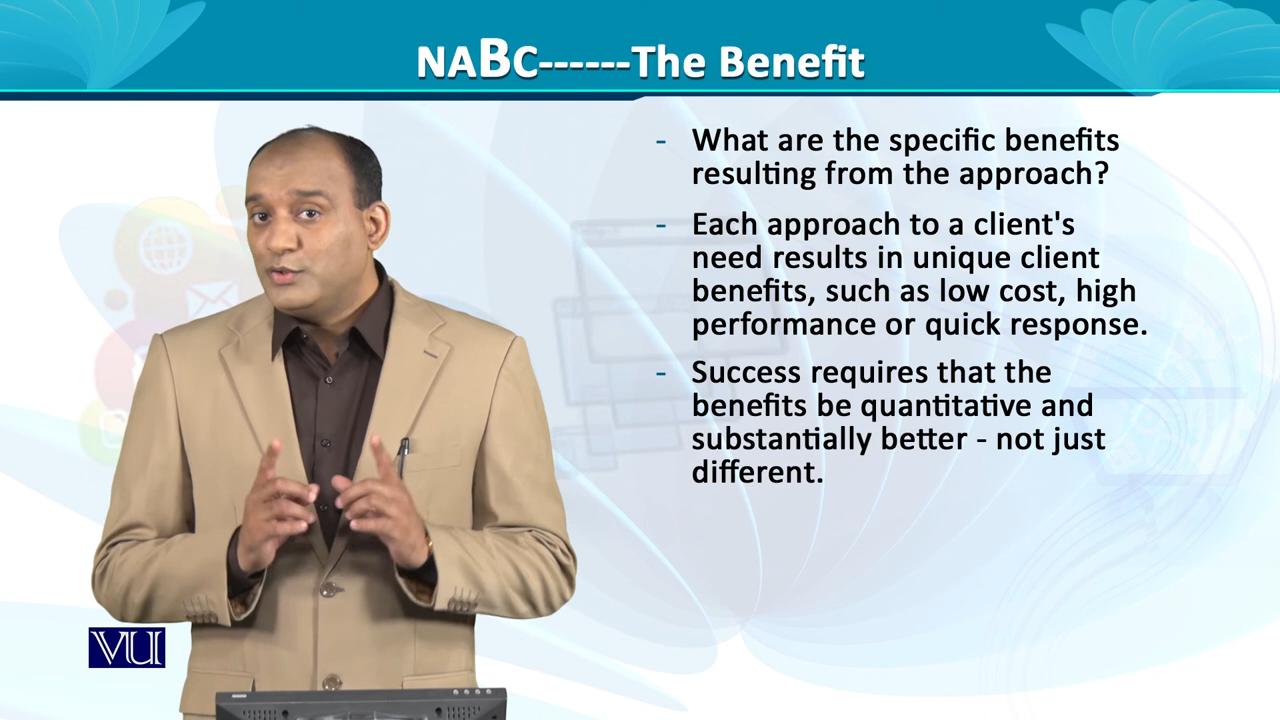 NABC------The Benefit
- What are the specific benefits
resulting from the approach?
- Each approach to a client's
need results in unique client
benefits, such as low cost, high
performance or quick response.
- Success requires that the
benefits be quantitative and
substantially better - not just
different.
VU